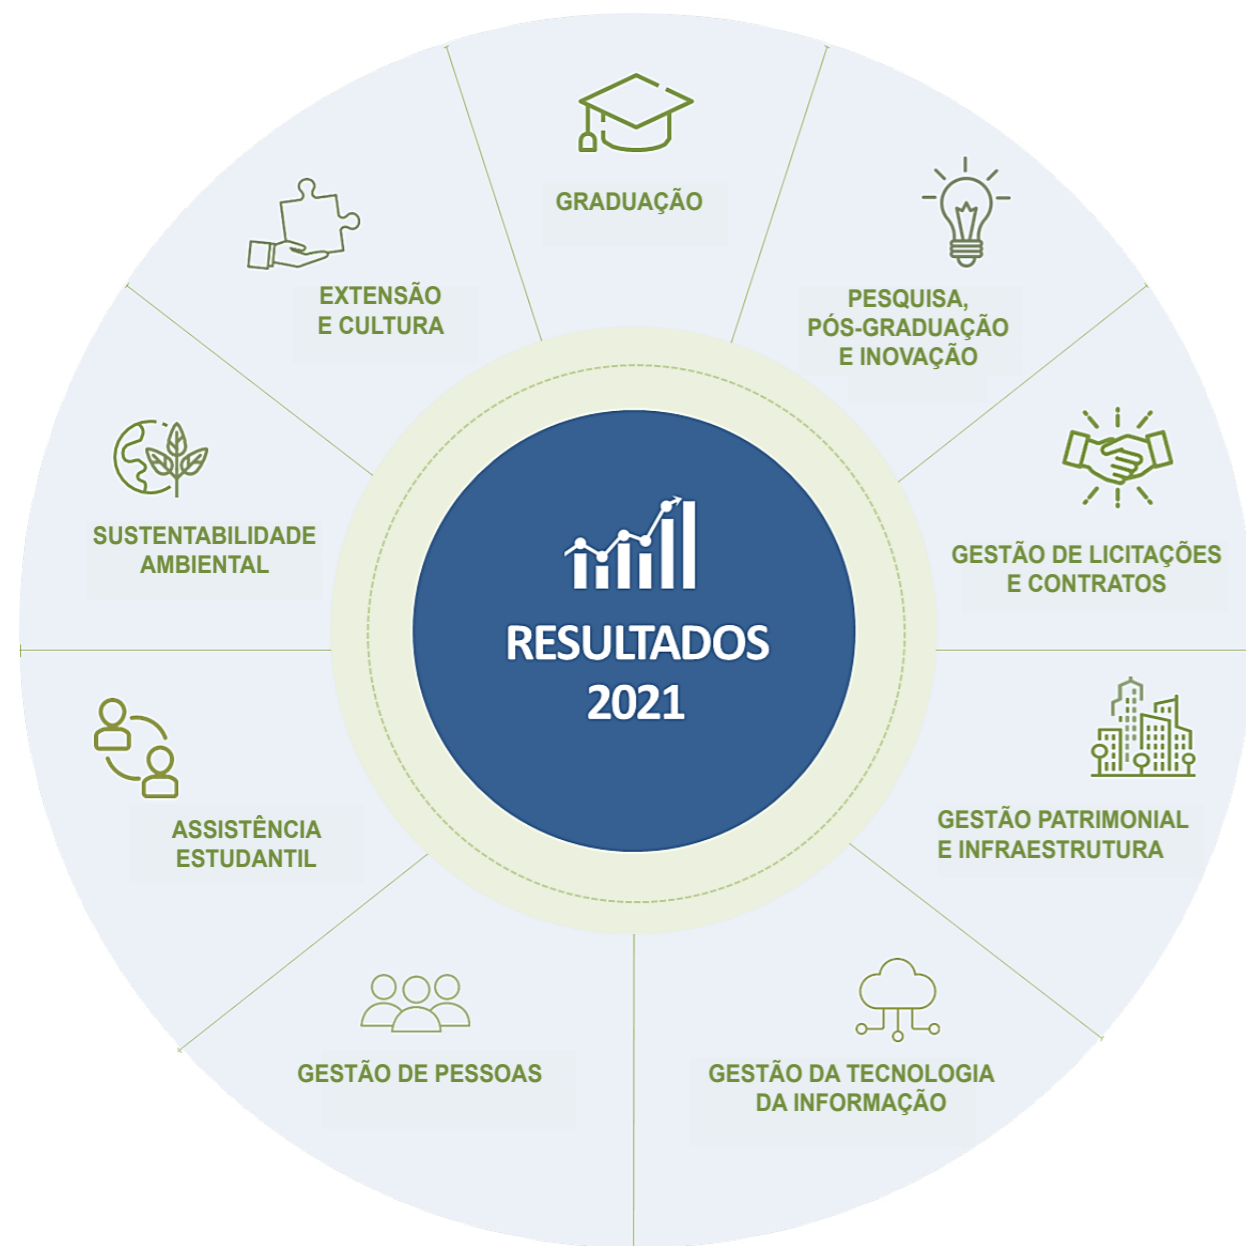 GRADUAÇÃO
PESQUISA,
PÓS-GRADUAÇÃO
E INOVAÇÃO
GESTÃO DE LICITAÇÕES
E CONTRATOS
GESTÃO PATRIMONIAL
E INFRAESTRUTURA
GESTÃO DA TECNOLOGIA
DA INFORMAÇÃO
GESTÃO DE PESSOAS
ASSISTÊNCIA
ESTUDANTIL
SUSTENTABILIDADE
AMBIENTAL
EXTENSÃO
E CULTURA
RESULTADOS
2021